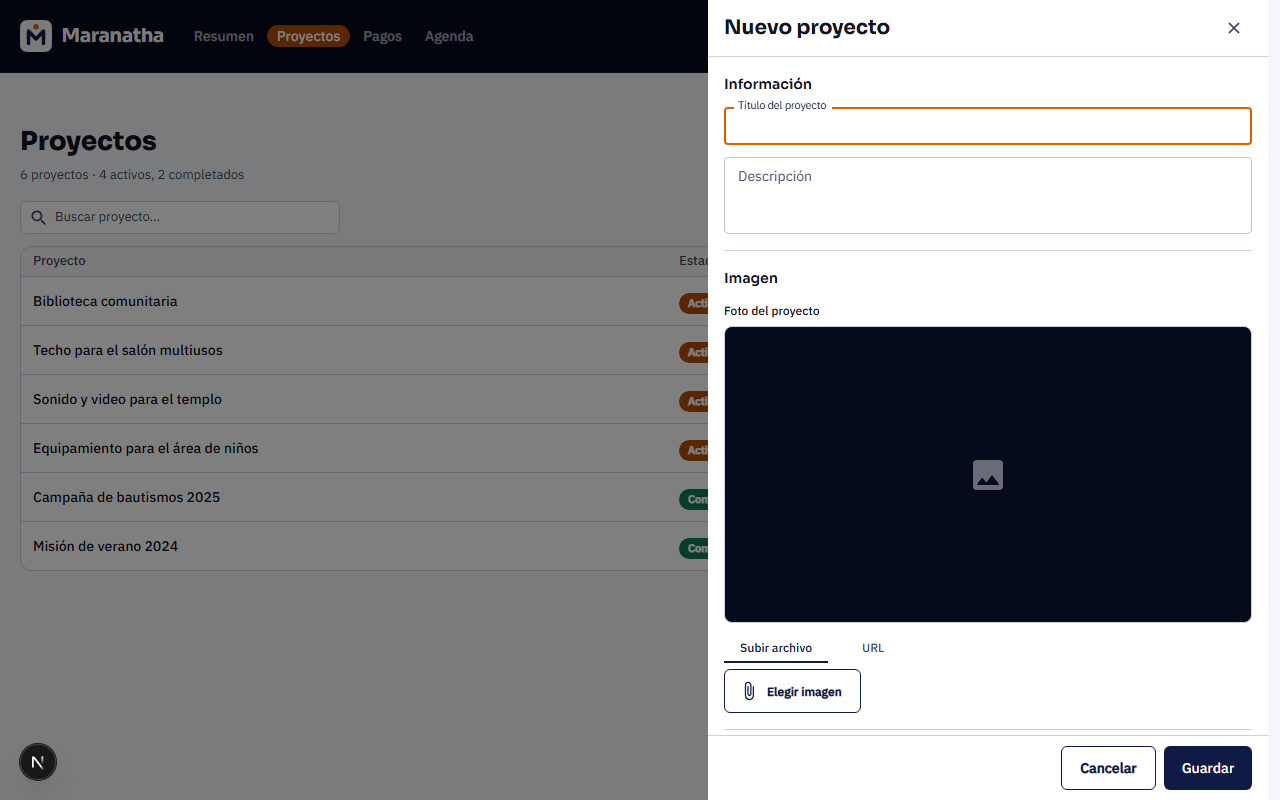 Maranatha
Resumen
Proyectos
Pagos
Agenda
Proyectos
6 proyectos · 4 activos, 2 completados
Buscar proyecto...
Proyecto
Biblioteca comunitaria
Techo para el salón multiusos
Sonido y video para el templo
Equipamiento para el área de niños
Campaña de bautismos 2025
Misión de verano 2024
N
Nuevo proyecto
Información
Título del proyecto
Descripción
Imagen
Foto del proyecto
Subir archivo
URL
Elegir imagen
Cancelar
Guardar